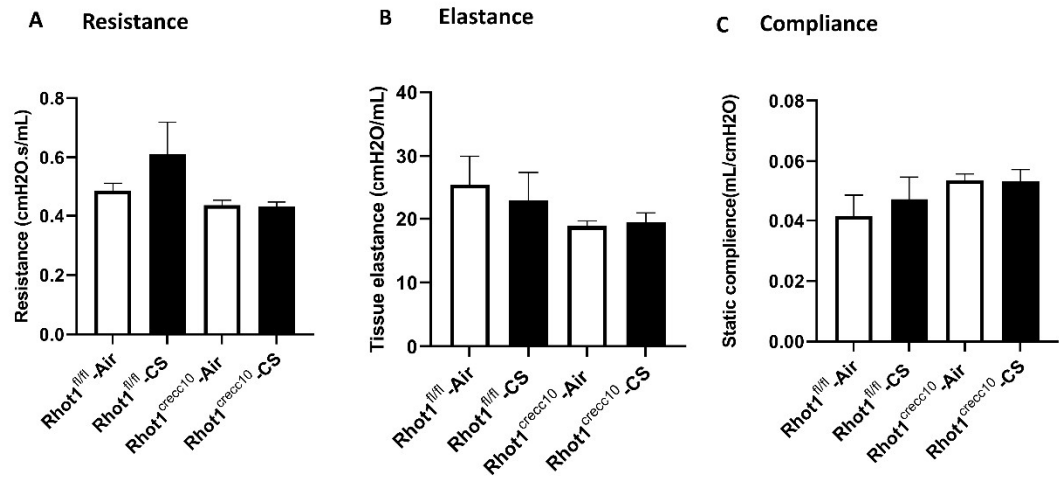 A Resistance
Resistance (cmH2O.s/mL)
0.8
0.6
0.4
0.2
0.0
Rhot1fl/fl -Air
Rhot1fl/fl -CS
Rhot1crecc10 -Air
Rhot1crecc10 -CS
B Elastance
Tissue elastance (cmH2O/mL)
40
30
20
10
0
Rhot1fl/fl -Air
Rhot1fl/fl -CS
Rhot1crecc10 -Air
Rhot1crecc10 -CS
C Compliance
Static complience(mL/cmH2O)
0.08
0.06
0.04
0.02
0.00
Rhot1fl/fl -Air
Rhot1fl/fl -CS
Rhot1crecc10 -Air
Rhot1crecc10 -CS